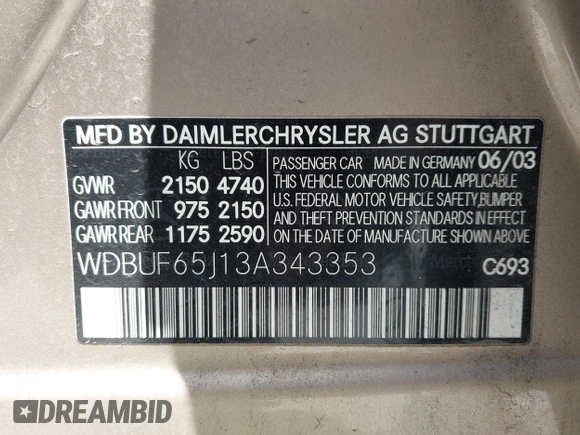 MFD BY DAIMLERCHRYSLER AG STUTTGART
KG LBS
GVWR 2150 4740
GAWR FRONT 975 2150
GAWR REAR 1175 2590
PASSENGER CAR MADE IN GERMANY 06/03
THIS VEHICLE CONFORMS TO ALL APPLICABLE
U.S. FEDERAL MOTOR VEHICLE SAFETY,BUMPER
AND THEFT PREVENTION STANDARDS IN EFFECT
ON THE DATE OF MANUFACTURE SHOWN ABOVE.
WDBUF65J13A343353
C693
DREAMBID